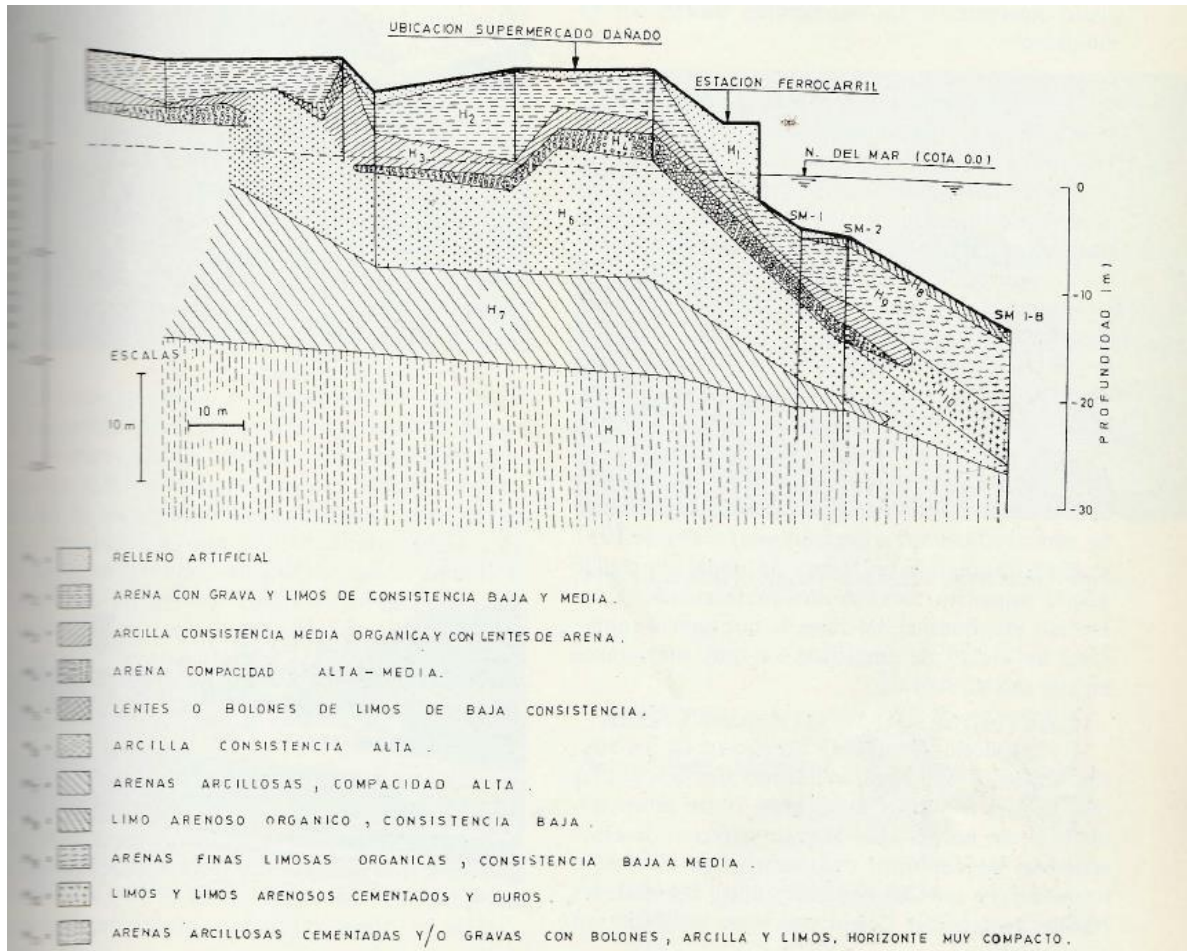 UBICACION SUPERMERCADO DAÑADO
ESTACIÓN FERROCARRIL
N. DEL MAR (COTA 0.0)
H2
H1
H3
H4
H6
H7
H8
H9
H10
H11
SM-1
SM-2
SM 1-B
0
-10
-20
-30
PROFUNDIDAD (m)
ESCALAS
10 m
10 m
RELLENO ARTIFICIAL
ARENA CON GRAVA Y LIMOS DE CONSISTENCIA BAJA Y MEDIA.
ARCILLA CONSISTENCIA MEDIA ORGANICA Y CON LENTES DE ARENA.
ARENA COMPACIDAD ALTA - MEDIA.
LENTES O BOLONES DE LIMOS DE BAJA CONSISTENCIA.
ARCILLA CONSISTENCIA ALTA.
ARENAS ARCILLOSAS, COMPACIDAD ALTA.
LIMO ARENOSO ORGANICO, CONSISTENCIA BAJA.
ARENAS FINAS LIMOSAS ORGANICAS, CONSISTENCIA BAJA A MEDIA.
LIMOS Y LIMOS ARENOSOS CEMENTADOS Y DUROS.
ARENAS ARCILLOSAS CEMENTADAS Y/O GRAVAS CON BOLONES, ARCILLA Y LIMOS. HORIZONTE MUY COMPACTO.